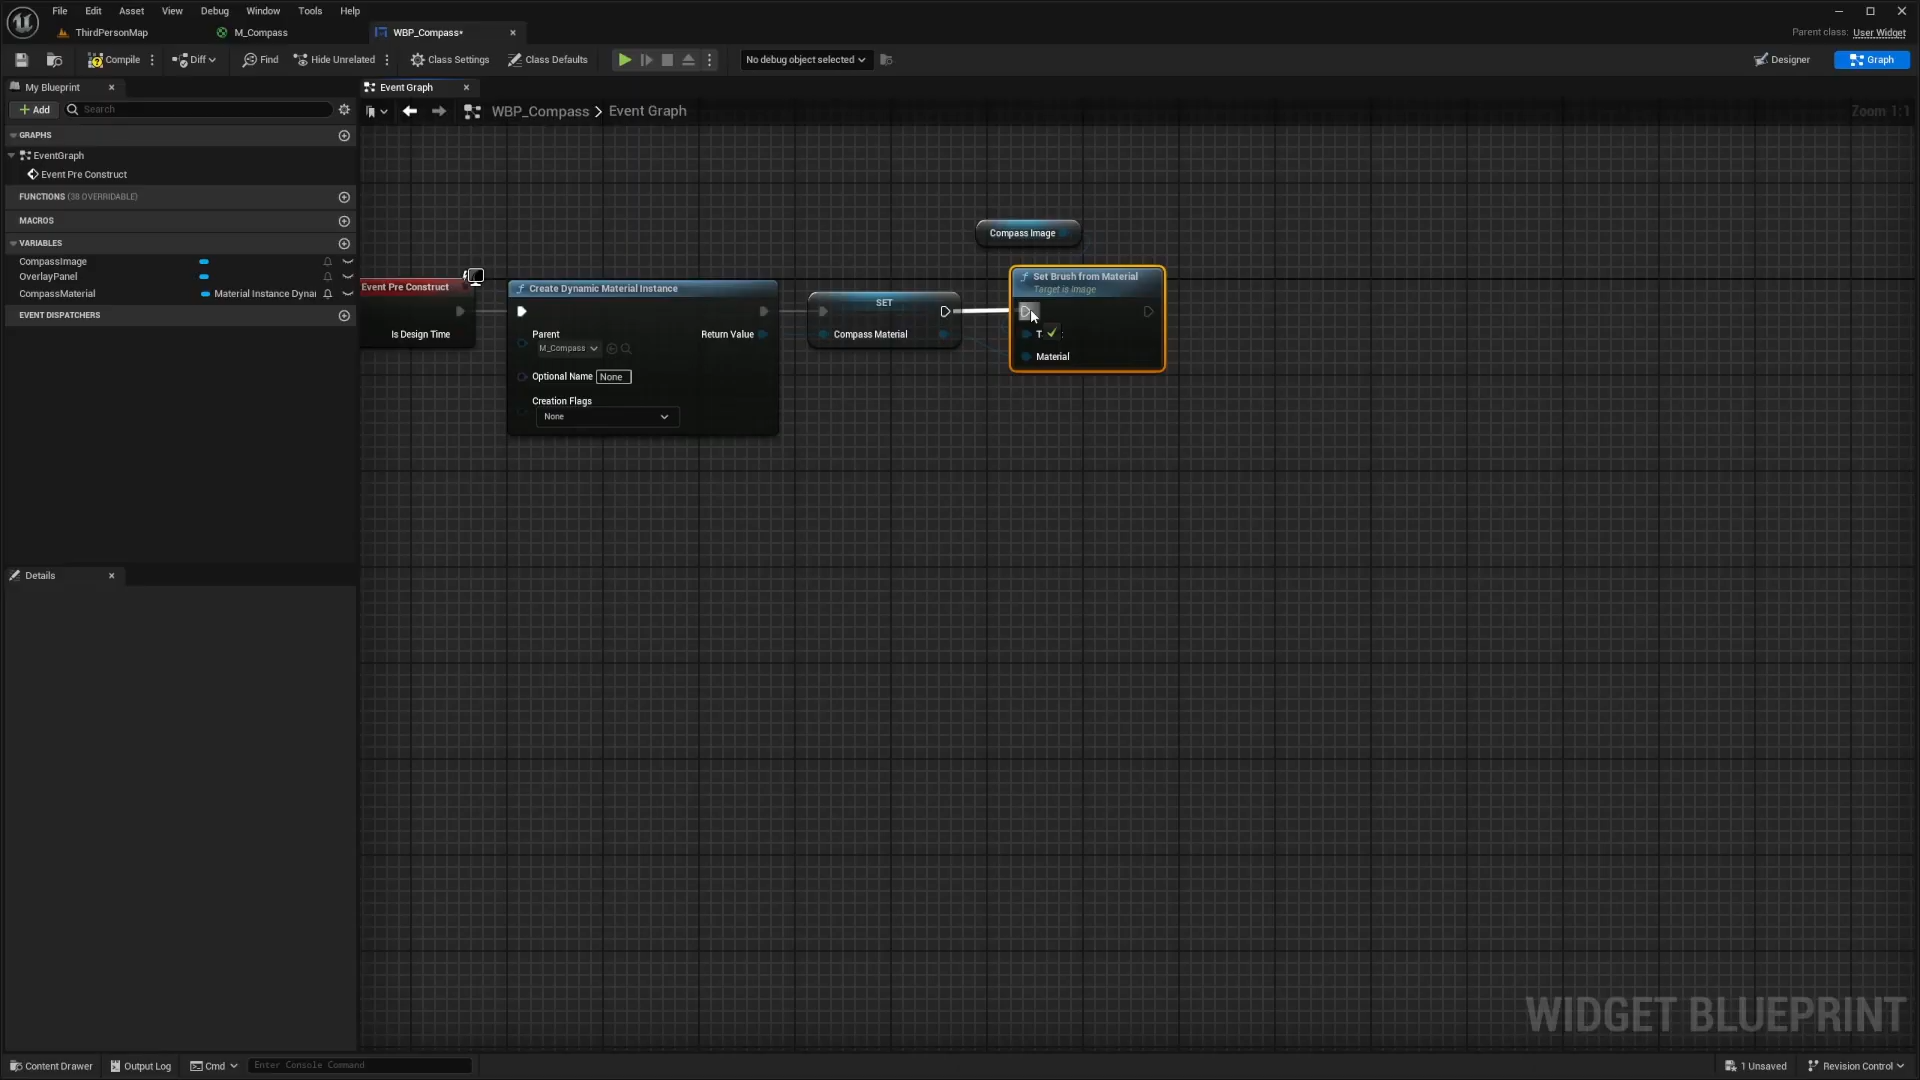 File Edit Asset View Debug Window Tools Help
ThirdPersonMap M_Compass WBP_Compass•
Parent class: User Widget
Compile Diff Find Hide Unrelated Class Settings Class Defaults No debug object selected Designer Graph
My Blueprint Event Graph
Add Search
WBP_Compass > Event Graph Zoom 1:1
GRAPHS
EventGraph
Event Pre Construct
FUNCTIONS (38 OVERRIDABLE)
MACROS
VARIABLES
CompassImage
OverlayPanel
CompassMaterial Material Instance Dynar
EVENT DISPATCHERS
Details
Compass Image
Event Pre Construct
Is Design Time
Create Dynamic Material Instance
Parent
M_Compass
Return Value
Optional Name None
Creation Flags
None
SET
Compass Material
Set Brush from Material
Target is Image
T
Material
WIDGET BLUEPRINT
Content Drawer Output Log Cmd Enter Console Command 1 Unsaved Revision Control